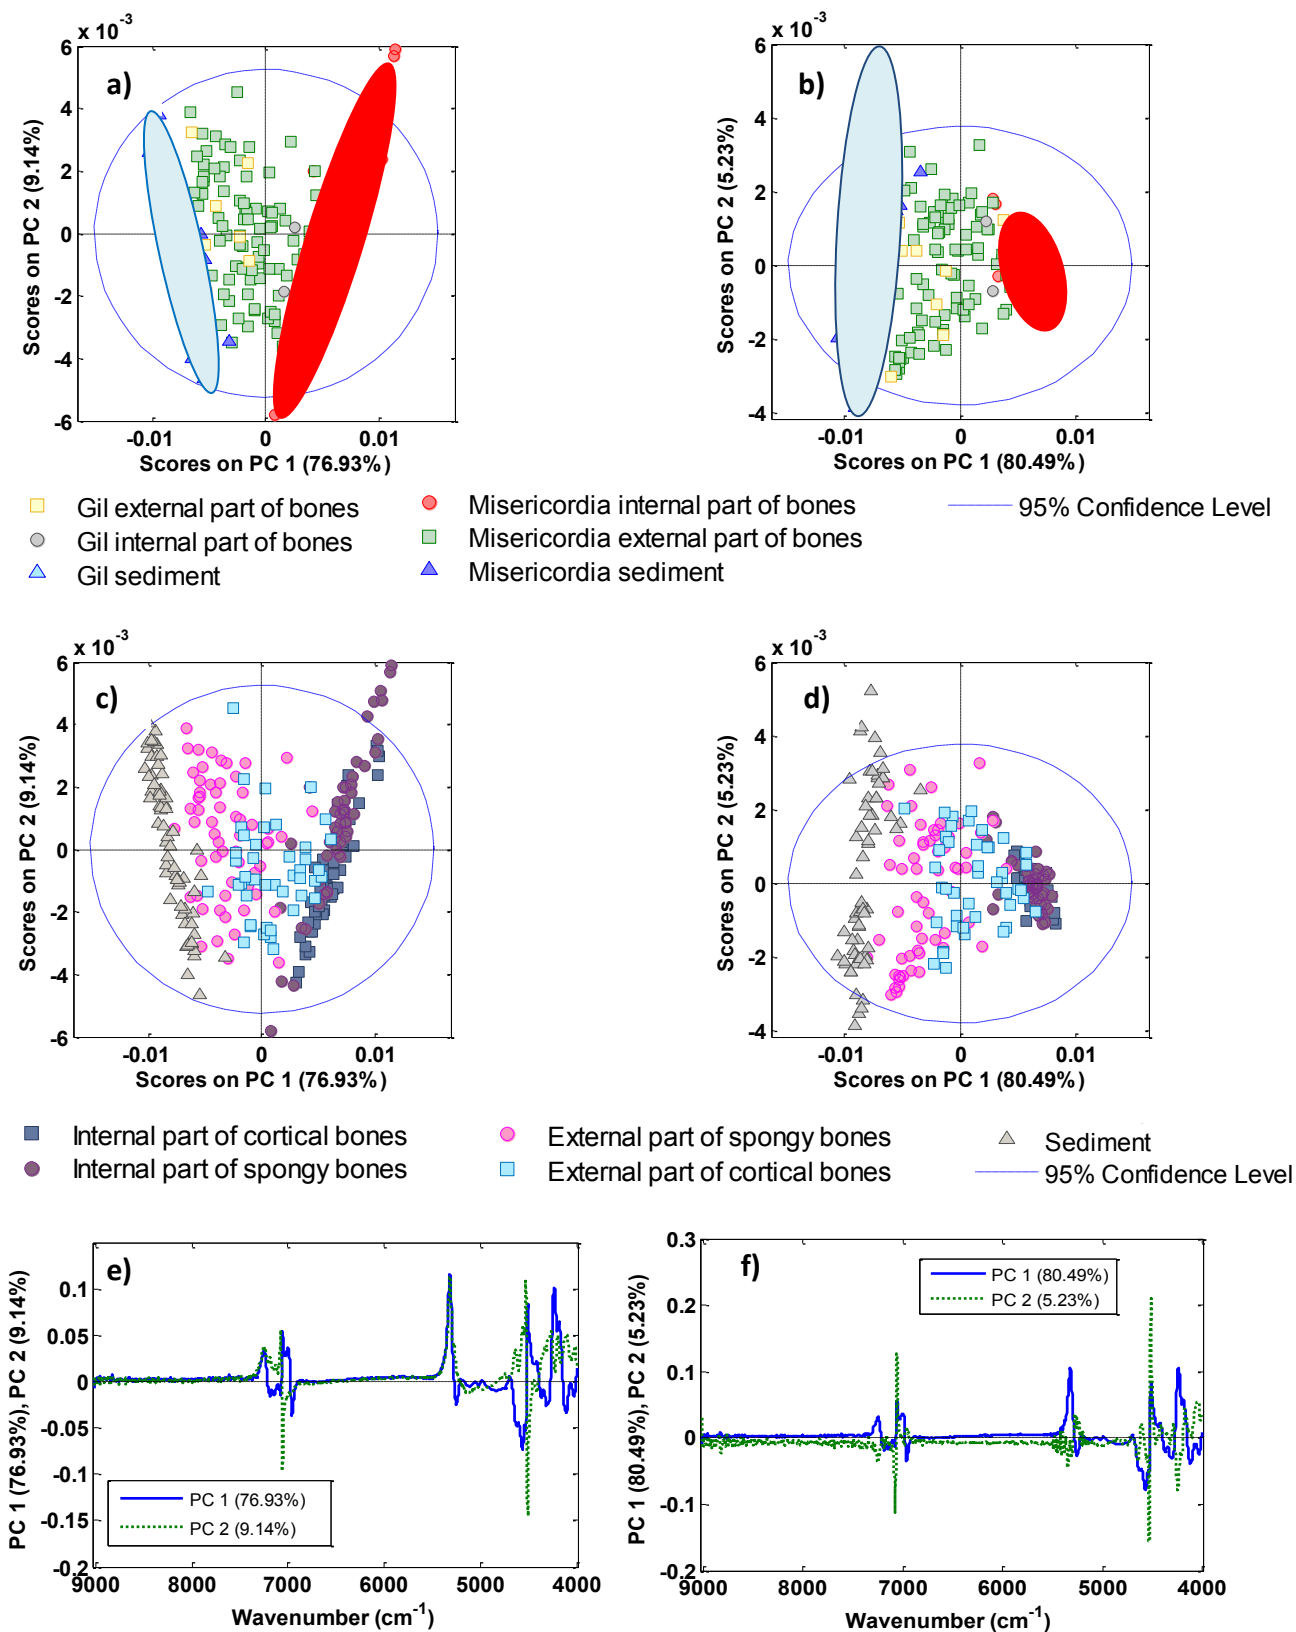 x 10⁻³
a)
6
4
2
0
-2
-4
-6
-0.01 0 0.01
Scores on PC 2 (9.14%)
Scores on PC 1 (76.93%)
x 10⁻³
b)
6
4
2
0
-2
-4
-0.01 0 0.01
Scores on PC 2 (5.23%)
Scores on PC 1 (80.49%)
Gil external part of bones
Gil internal part of bones
Gil sediment
Misericordia internal part of bones
Misericordia external part of bones
Misericordia sediment
95% Confidence Level
x 10⁻³
c)
6
4
2
0
-2
-4
-6
-0.01 0 0.01
Scores on PC 2 (9.14%)
Scores on PC 1 (76.93%)
x 10⁻³
d)
6
4
2
0
-2
-4
-0.01 0 0.01
Scores on PC 2 (5.23%)
Scores on PC 1 (80.49%)
Internal part of cortical bones
Internal part of spongy bones
External part of spongy bones
External part of cortical bones
Sediment
95% Confidence Level
e)
0.1
0.05
0
-0.05
-0.1
-0.15
-0.2
9000 8000 7000 6000 5000 4000
PC 1 (76.93%), PC 2 (9.14%)
Wavenumber (cm⁻¹)
PC 1 (76.93%)
PC 2 (9.14%)
f)
0.3
0.2
0.1
0
-0.1
-0.2
9000 8000 7000 6000 5000 4000
PC 1 (80.49%), PC 2 (5.23%)
Wavenumber (cm⁻¹)
PC 1 (80.49%)
PC 2 (5.23%)